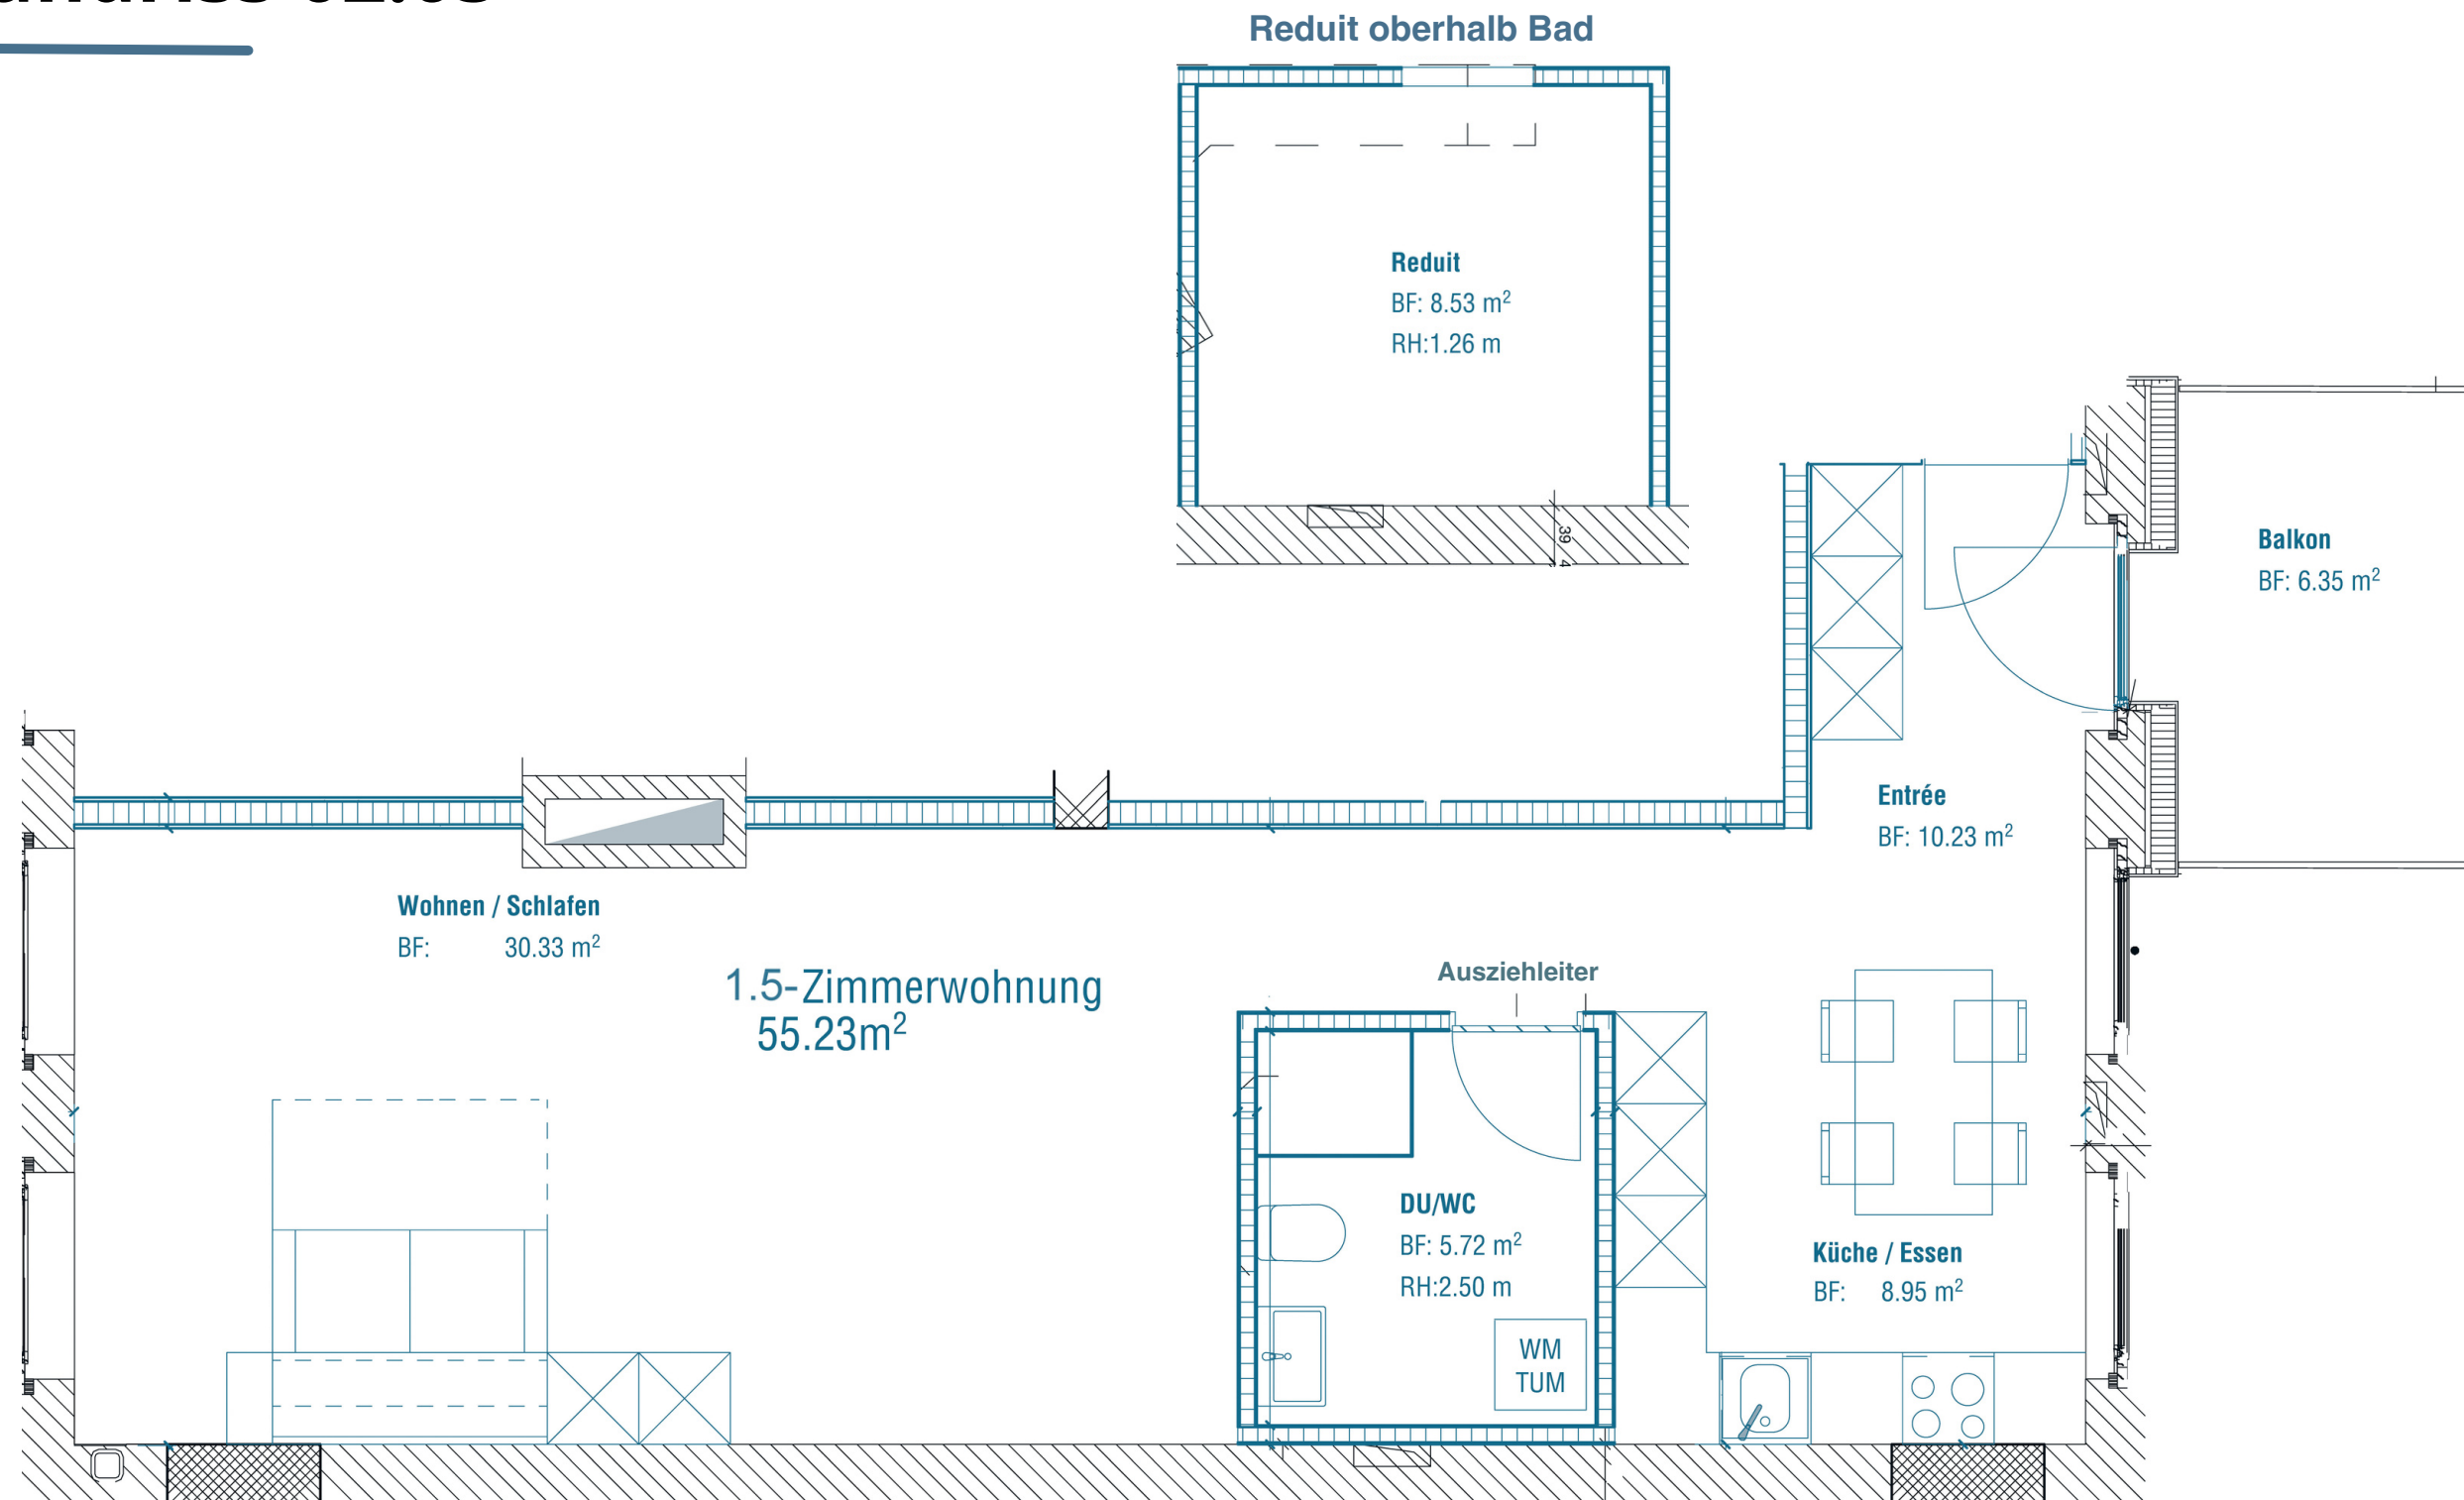 Reduit oberhalb Bad
Reduit
BF: 8.53 m²
RH:1.26 m
39
4
Balkon
BF: 6.35 m²
Entrée
BF: 10.23 m²
Wohnen / Schlafen
BF: 30.33 m²
1.5-Zimmerwohnung
55.23m²
Ausziehleiter
DU/WC
BF: 5.72 m²
RH:2.50 m
WM
TUM
Küche / Essen
BF: 8.95 m²